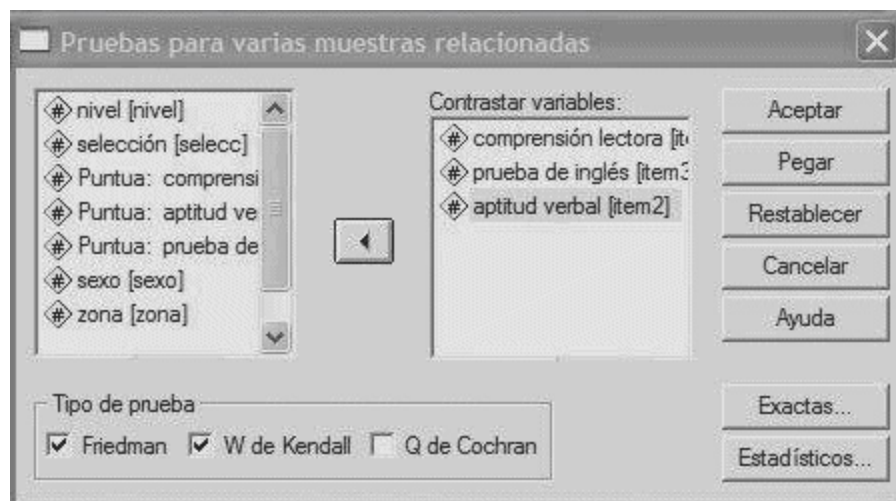 Pruebas para varias muestras relacionadas
nivel [nivel]
selección [selecc]
Puntua: comprensi
Puntua: aptitud ve
Puntua: prueba de
sexo [sexo]
zona [zona]
Contrastar variables:
comprensión lectora [it
prueba de inglés [item3
aptitud verbal [item2]
Aceptar
Pegar
Restablecer
Cancelar
Ayuda
Tipo de prueba
Friedman W de Kendall Q de Cochran
Exactas...
Estadísticos...